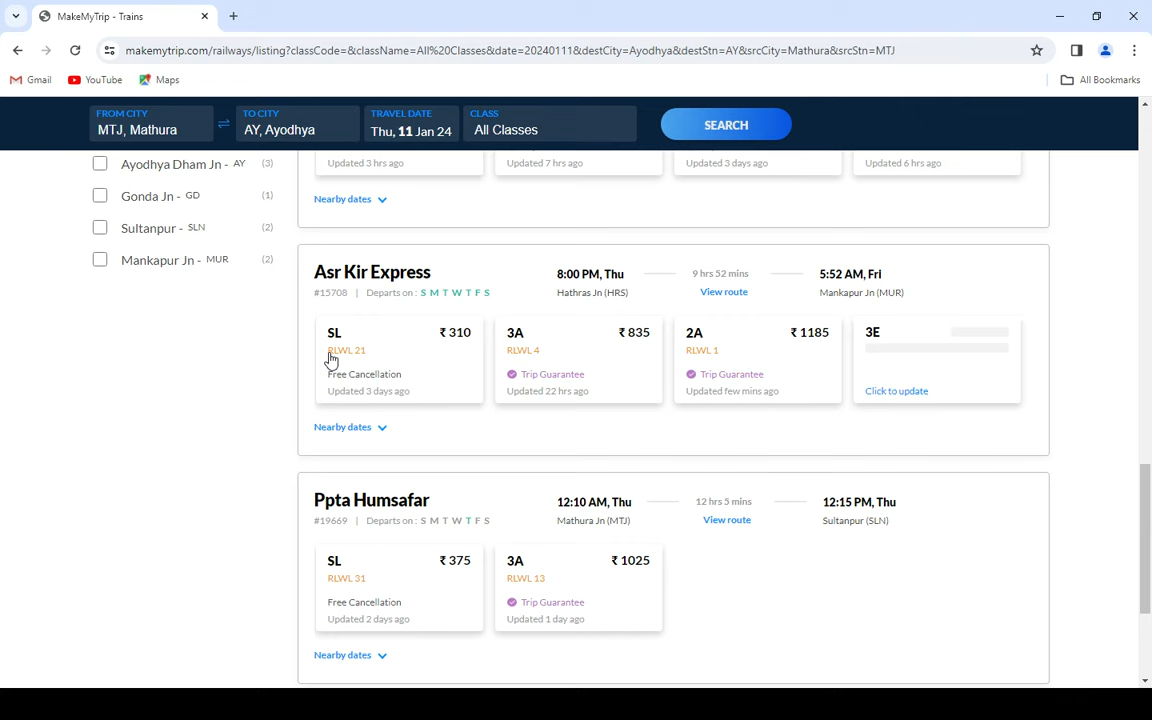 MakeMyTrip - Trains
makemytrip.com/railways/listing?classCode=&className=All%20Classes&date=20240111&destCity=Ayodhya&destStn=AY&srcCity=Mathura&srcStn=MTJ
Gmail YouTube Maps All Bookmarks
FROM CITY TO CITY TRAVEL DATE CLASS
MTJ, Mathura AY, Ayodhya Thu, 11 Jan 24 All Classes SEARCH
Ayodhya Dham Jn - AY (3)
Gonda Jn - GD (1)
Sultanpur - SLN (2)
Mankapur Jn - MUR (2)
Updated 3 hrs ago Updated 7 hrs ago Updated 3 days ago Updated 6 hrs ago
Nearby dates
Asr Kir Express 8:00 PM, Thu 9 hrs 52 mins 5:52 AM, Fri
#15708 | Departs on : S M T W T F S Hathras Jn (HRS) View route Mankapur Jn (MUR)
SL ₹ 310 3A ₹ 835 2A ₹ 1185 3E
RLWL 21 RLWL 4 RLWL 1
Free Cancellation Trip Guarantee Trip Guarantee
Updated 3 days ago Updated 22 hrs ago Updated few mins ago Click to update
Nearby dates
Ppta Humsafar 12:10 AM, Thu 12 hrs 5 mins 12:15 PM, Thu
#19669 | Departs on : S M T W T F S Mathura Jn (MTJ) View route Sultanpur (SLN)
SL ₹ 375 3A ₹ 1025
RLWL 31 RLWL 13
Free Cancellation Trip Guarantee
Updated 2 days ago Updated 1 day ago
Nearby dates